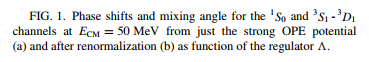 FIG. 1. Phase shifts and mixing angle for the ¹S₀ and ³S₁-³D₁
channels at E_CM = 50 MeV from just the strong OPE potential
(a) and after renormalization (b) as function of the regulator Λ.